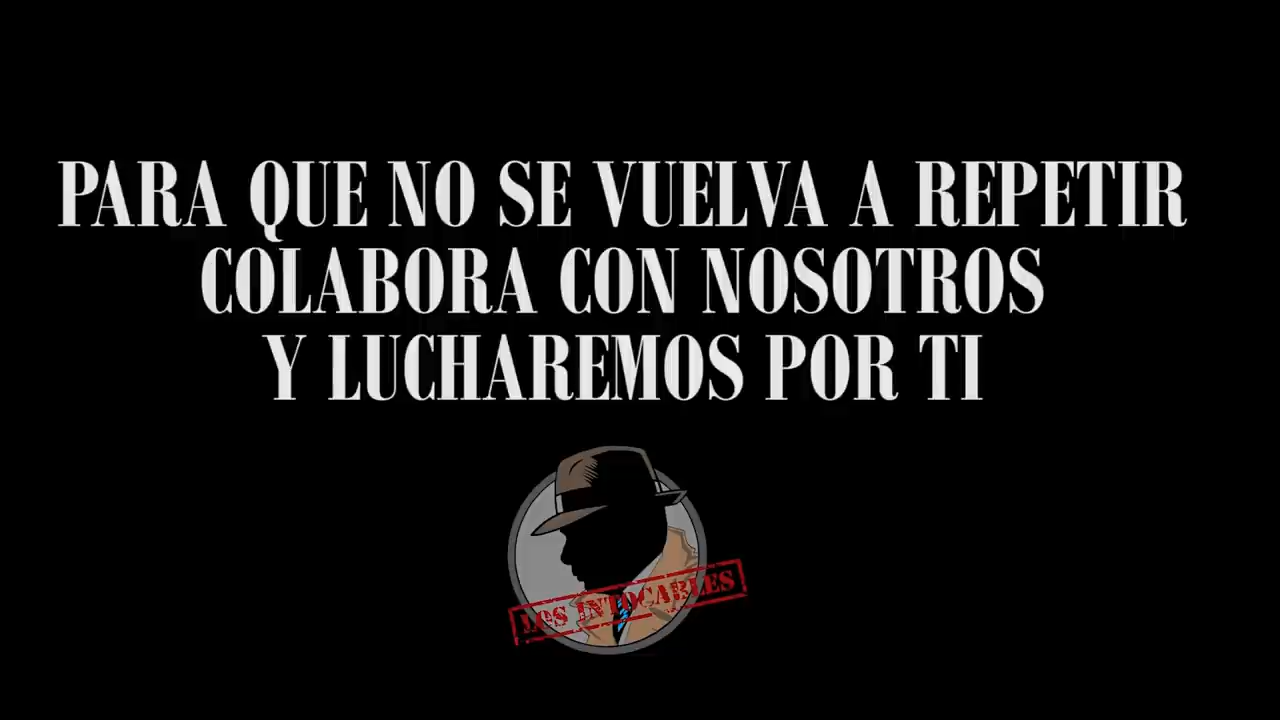 PARA QUE NO SE VUELVA A REPETIR
COLABORA CON NOSOTROS
Y LUCHAREMOS POR TI
LOS INTOCABLES